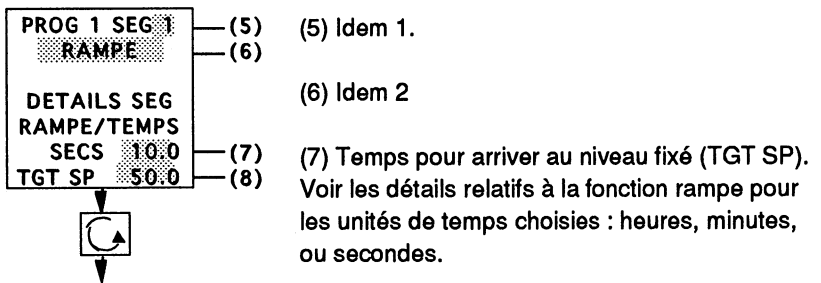 PROG 1 SEG 1 (5)
RAMPE (6)
DETAILS SEG
RAMPE/TEMPS
SECS 10.0 (7)
TGT SP 50.0 (8)
(5) Idem 1.
(6) Idem 2
(7) Temps pour arriver au niveau fixé (TGT SP).
Voir les détails relatifs à la fonction rampe pour
les unités de temps choisies : heures, minutes,
ou secondes.